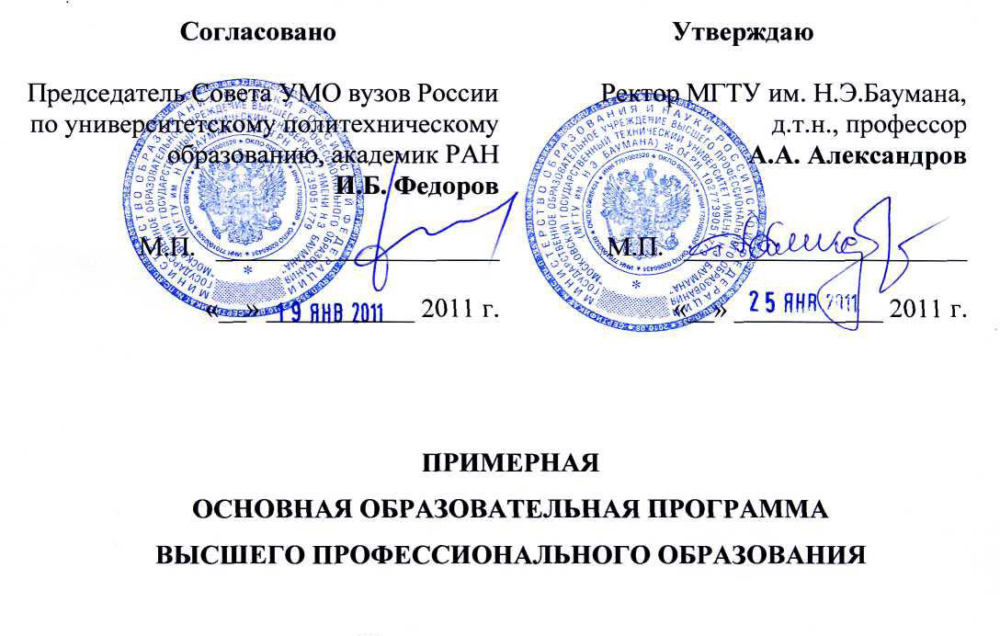 Согласовано
Председатель Совета УМО вузов России
по университетскому политехническому
образованию, академик РАН
И.Б. Федоров
М.П.
«__» 19 ЯНВ 2011 2011 г.
Утверждаю
Ректор МГТУ им. Н.Э.Баумана,
д.т.н., профессор
А.А. Александров
М.П.
«__» 25 ЯНВ 2011 2011 г.
ПРИМЕРНАЯ
ОСНОВНАЯ ОБРАЗОВАТЕЛЬНАЯ ПРОГРАММА
ВЫСШЕГО ПРОФЕССИОНАЛЬНОГО ОБРАЗОВАНИЯ